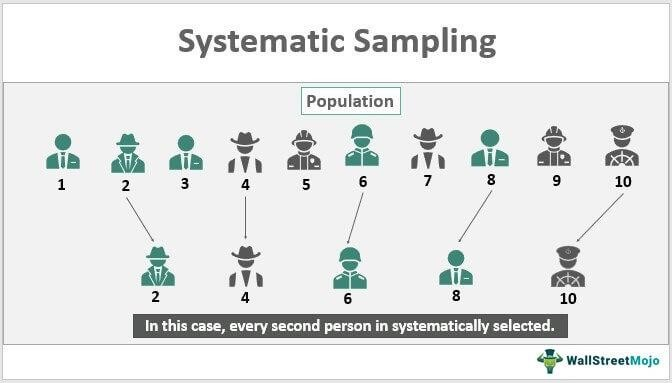 Systematic Sampling
Population
1 2 3 4 5 6 7 8 9 10
2 4 6 8 10
In this case, every second person in systematically selected.
WallStreetMojo